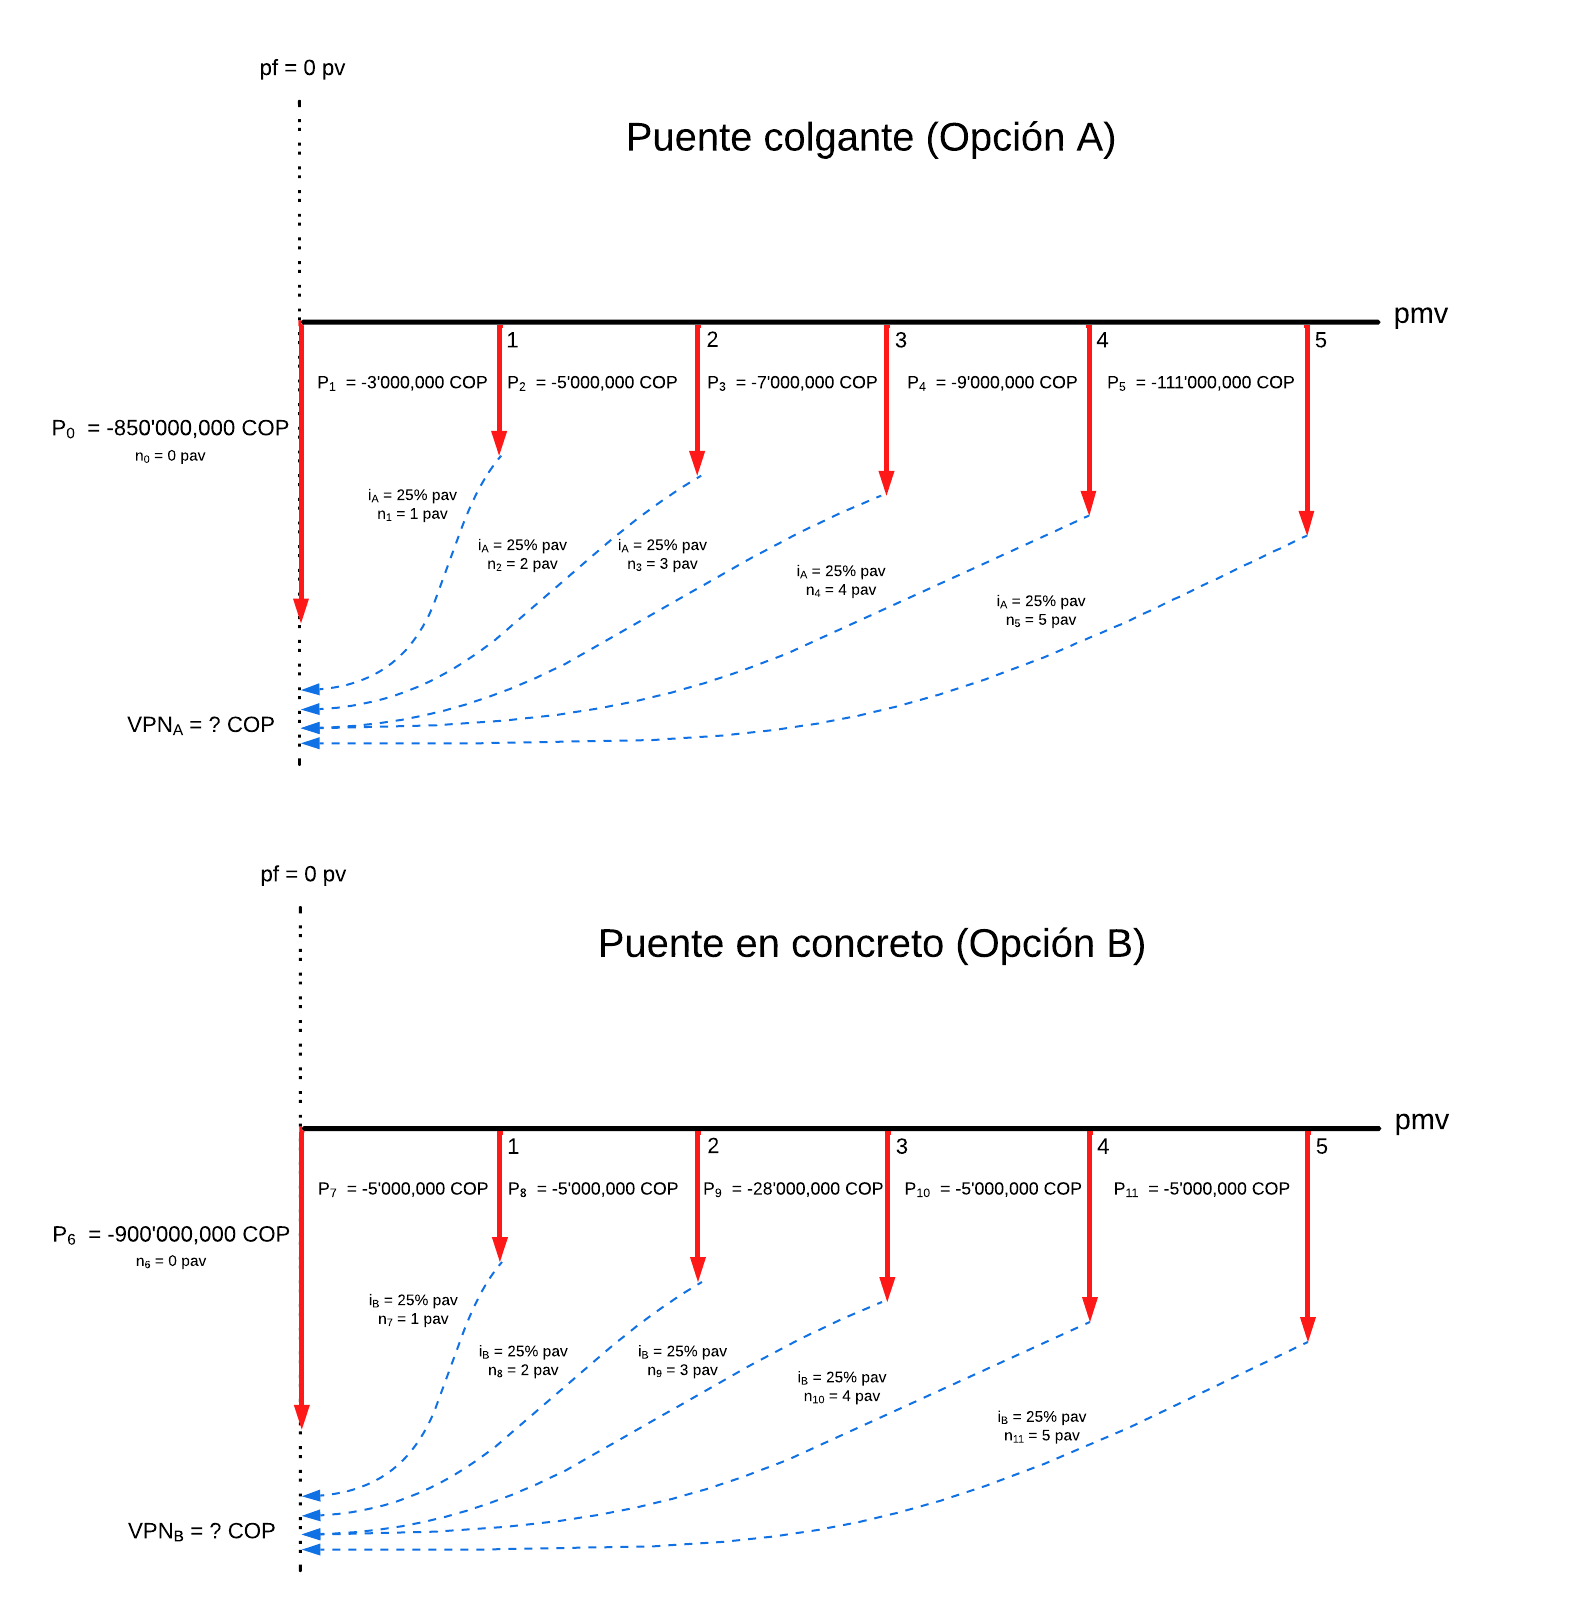 pf = 0 pv
Puente colgante (Opción A)
pmv
1
2
3
4
5
P1 = -3'000,000 COP
P2 = -5'000,000 COP
P3 = -7'000,000 COP
P4 = -9'000,000 COP
P5 = -111'000,000 COP
P0 = -850'000,000 COP
n0 = 0 pav
iA = 25% pav
n1 = 1 pav
iA = 25% pav
n2 = 2 pav
iA = 25% pav
n3 = 3 pav
iA = 25% pav
n4 = 4 pav
iA = 25% pav
n5 = 5 pav
VPNA = ? COP
pf = 0 pv
Puente en concreto (Opción B)
pmv
1
2
3
4
5
P7 = -5'000,000 COP
P8 = -5'000,000 COP
P9 = -28'000,000 COP
P10 = -5'000,000 COP
P11 = -5'000,000 COP
P6 = -900'000,000 COP
n6 = 0 pav
iB = 25% pav
n7 = 1 pav
iB = 25% pav
n8 = 2 pav
iB = 25% pav
n9 = 3 pav
iB = 25% pav
n10 = 4 pav
iB = 25% pav
n11 = 5 pav
VPNB = ? COP